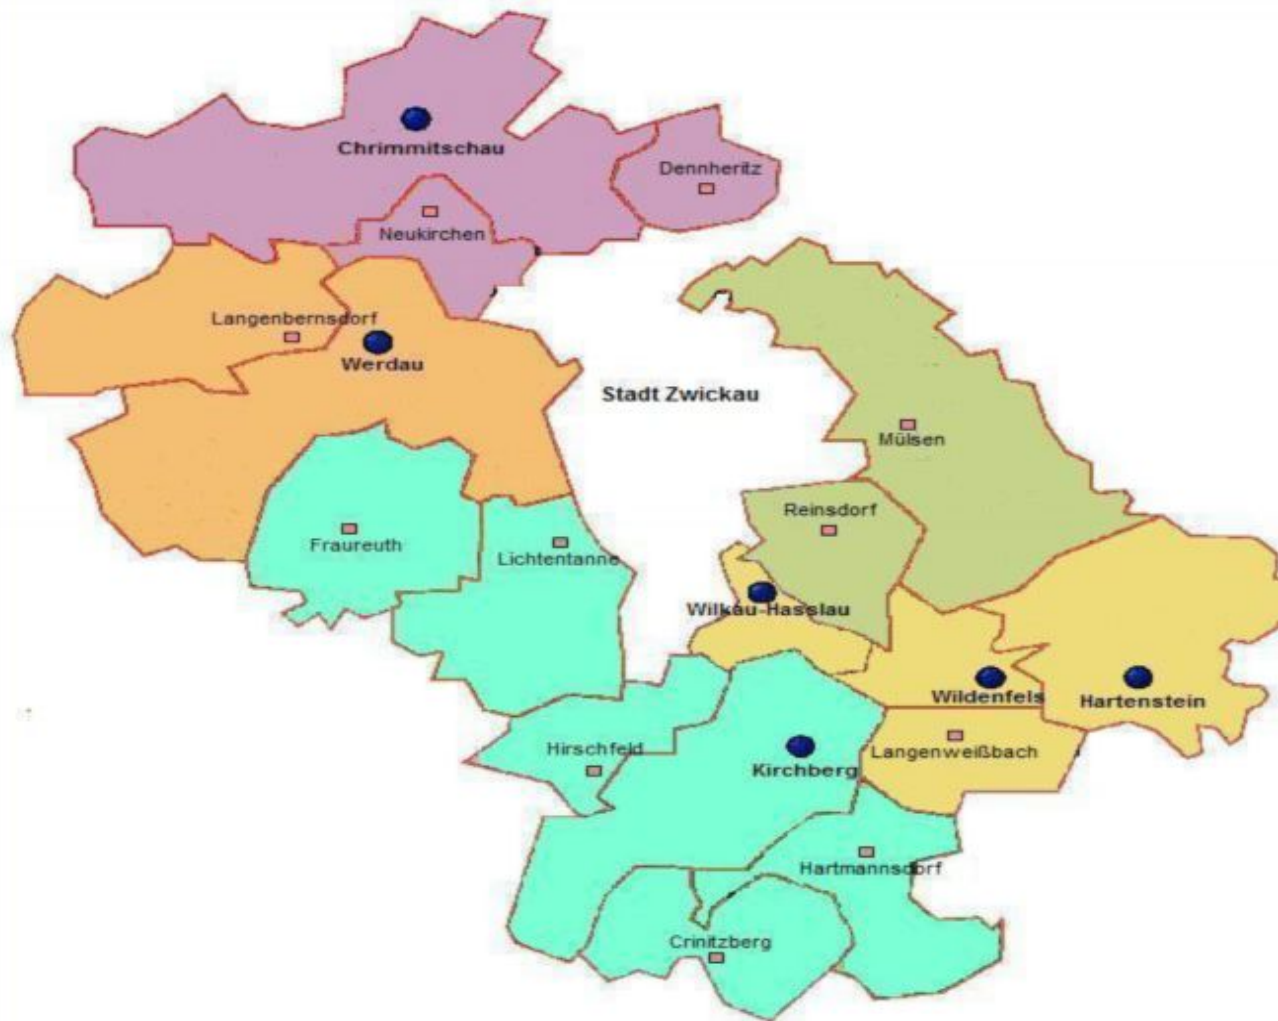 Chrimmitschau
Dennheritz
Neukirchen
Langenbernsdorf
Werdau
Stadt Zwickau
Mülsen
Reinsdorf
Fraureuth
Lichtentanne
Wilkau-Hasslau
Wildenfels
Hartenstein
Hirschfeld
Langenweißbach
Kirchberg
Hartmannsdorf
Crinitzberg